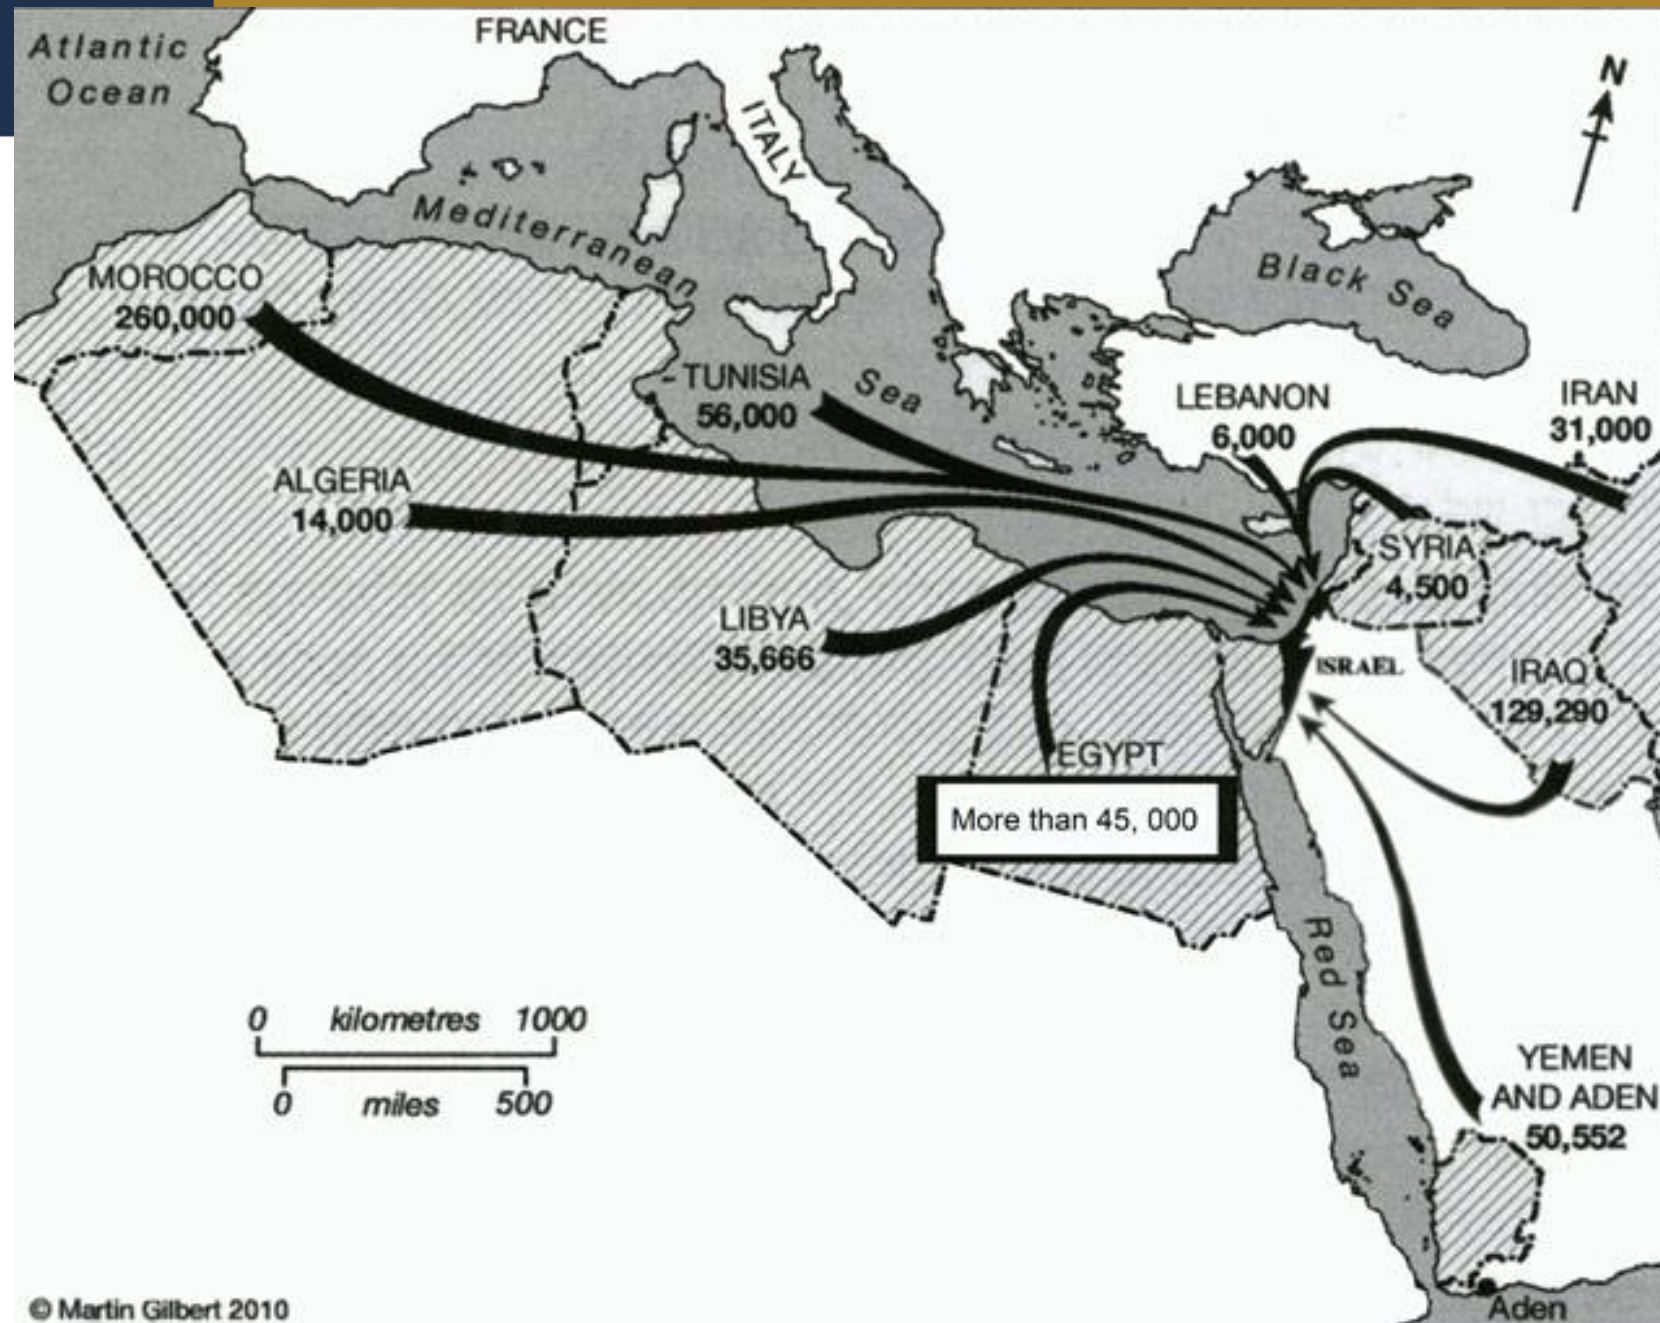 FRANCE
Atlantic
Ocean
N
ITALY
Mediterranean
Sea
Black Sea
MOROCCO
260,000
TUNISIA
56,000
LEBANON
6,000
IRAN
31,000
ALGERIA
14,000
SYRIA
4,500
LIBYA
35,666
ISRAEL
IRAQ
129,290
EGYPT
More than 45, 000
Red Sea
0 kilometres 1000
0 miles 500
YEMEN
AND ADEN
50,552
Aden
© Martin Gilbert 2010